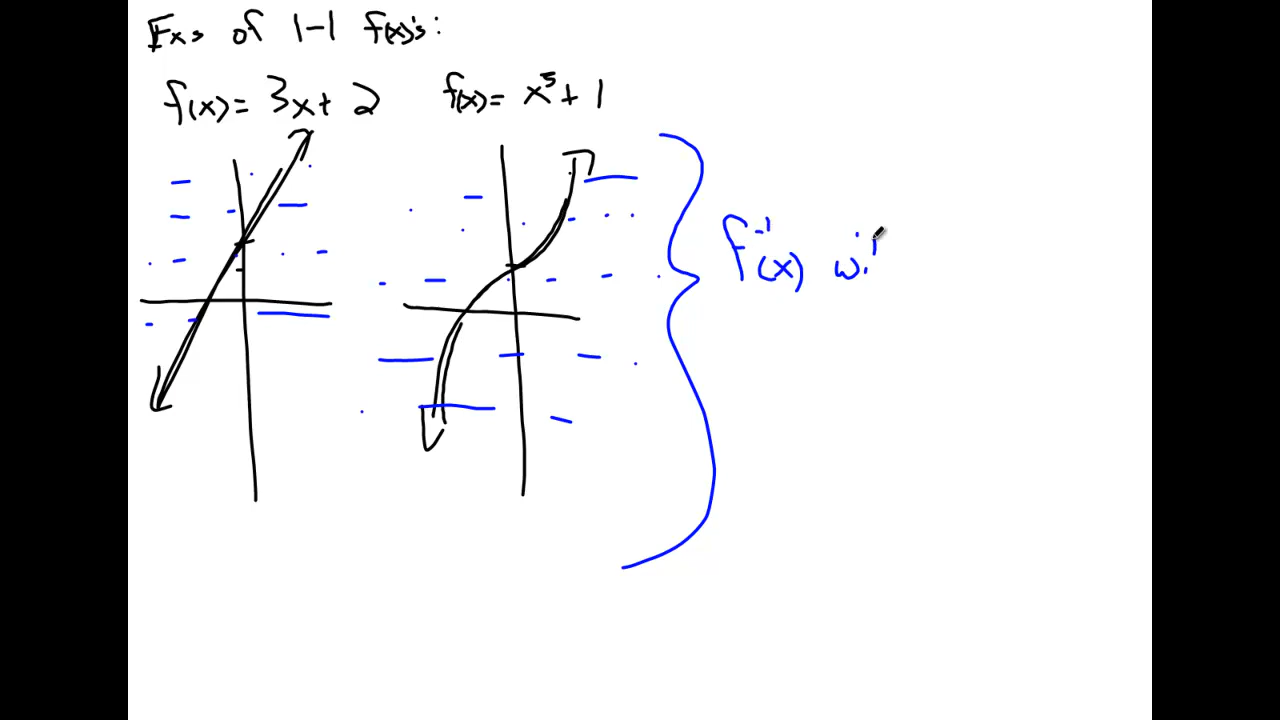 Exs of 1-1 f(x)'s:
f(x) = 3x + 2
f(x) = x⁵ + 1
f⁻¹(x)